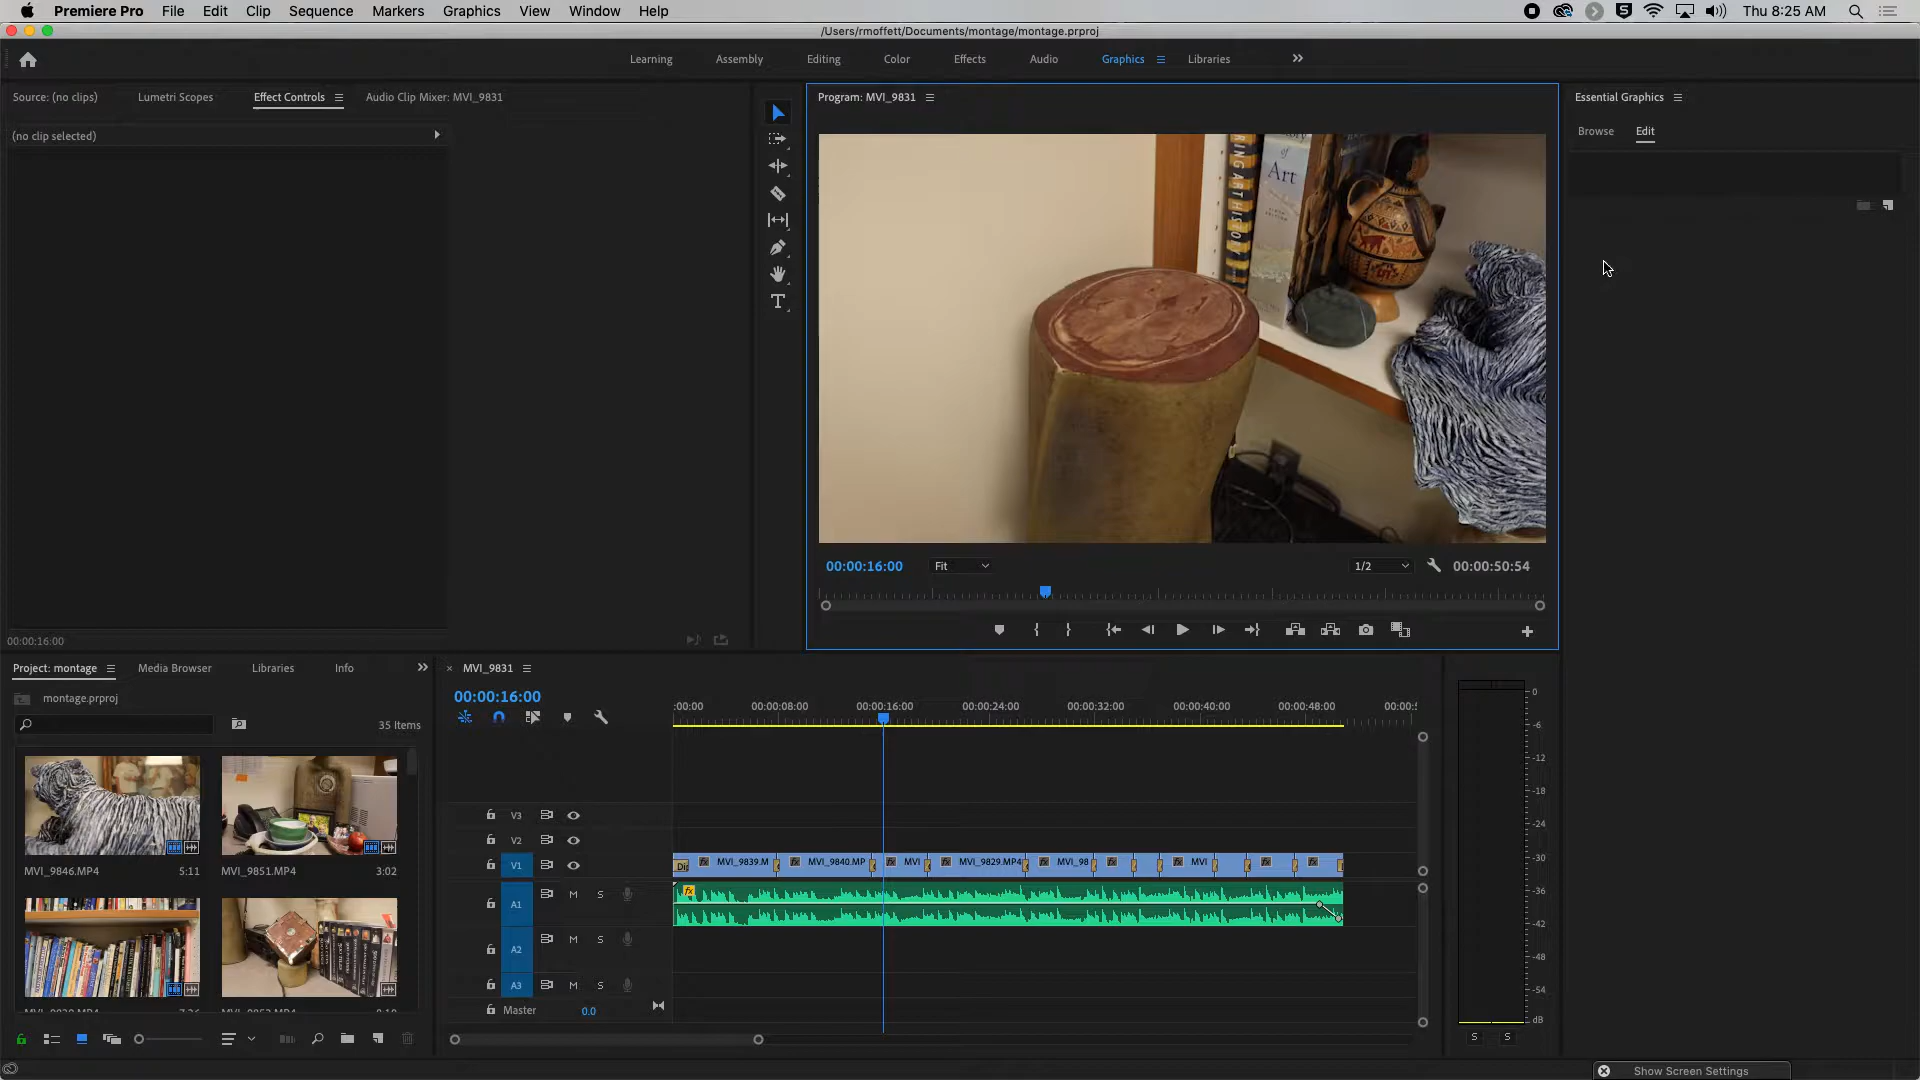 Premiere Pro File Edit Clip Sequence Markers Graphics View Window Help Thu 8:25 AM
/Users/rmoffett/Documents/montage/montage.prproj
Learning Assembly Editing Color Effects Audio Graphics Libraries
Source: (no clips) Lumetri Scopes Effect Controls Audio Clip Mixer: MVI_9831
Program: MVI_9831
Essential Graphics
(no clip selected)
Browse Edit
RING ART HISTORY
of
Art
00:00:16:00 Fit 1/2 00:00:50:54
00:00:16:00
Project: montage Media Browser Libraries Info
MVI_9831
montage.prproj
00:00:16:00
35 Items
:00:00 00:00:08:00 00:00:16:00 00:00:24:00 00:00:32:00 00:00:40:00 00:00:48:00 00:00:5
V3
V2
V1 Di MVI_9839.M MVI_9840.MP MVI MVI_9829.MP4 MVI_98 MVI
MVI_9846.MP4 5:11 MVI_9851.MP4 3:02
A1 M S
A2 M S
A3 M S
Master 0.0
0
-6
-12
-18
-24
-30
-36
-42
-48
-54
dB
S S
Show Screen Settings